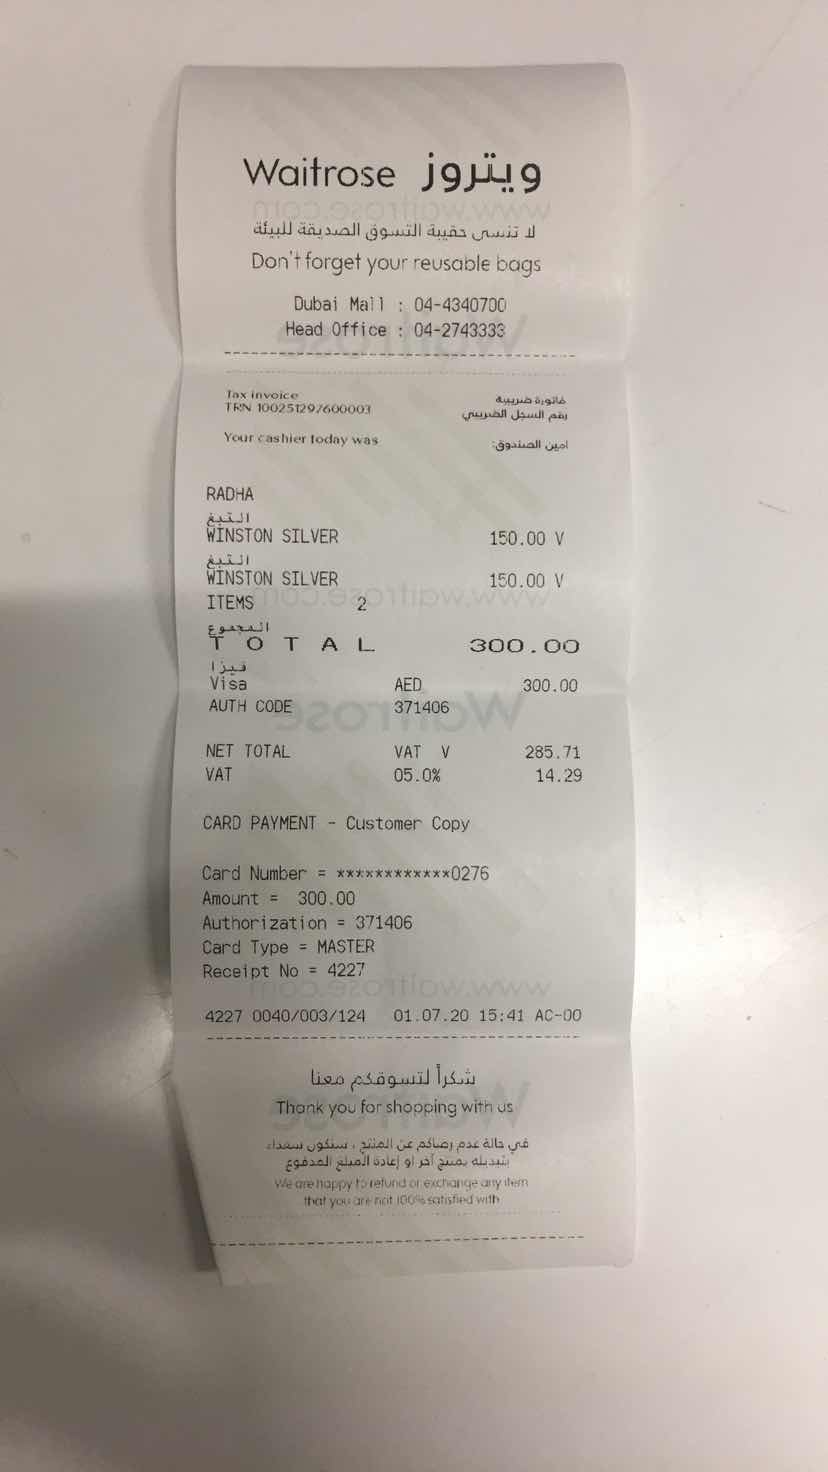 Waitrose ويتروز
لا تنسى حقيبة التسوق الصديقة للبيئة
Don't forget your reusable bags
Dubai Mall : 04-4340700
Head Office : 04-2743333
Tax invoice فاتورة ضريبية
TRN 100251297600003 رقم السجل الضريبي
Your cashier today was امين الصندوق:
RADHA
التبغ
WINSTON SILVER 150.00 V
التبغ
WINSTON SILVER 150.00 V
ITEMS 2
المجموع
TOTAL 300.00
فيزا
Visa AED 300.00
AUTH CODE 371406
NET TOTAL VAT V 285.71
VAT 05.0% 14.29
CARD PAYMENT - Customer Copy
Card Number = ************0276
Amount = 300.00
Authorization = 371406
Card Type = MASTER
Receipt No = 4227
4227 0040/003/124 01.07.20 15:41 AC-00
شكراً لتسوقكم معنا
Thank you for shopping with us
في حالة عدم رضاكم عن المنتج ، سنكون سعداء
بتبديله بمنتج آخر او إعادة المبلغ المدفوع
We are happy to refund or exchange any item
that you are not 100% satisfied with